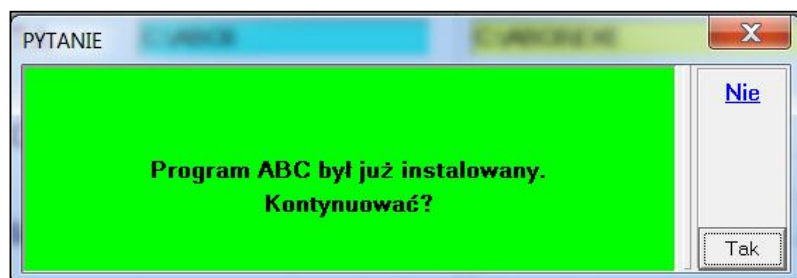 PYTANIE
Nie
Program ABC był już instalowany.
Kontynuować?
Tak